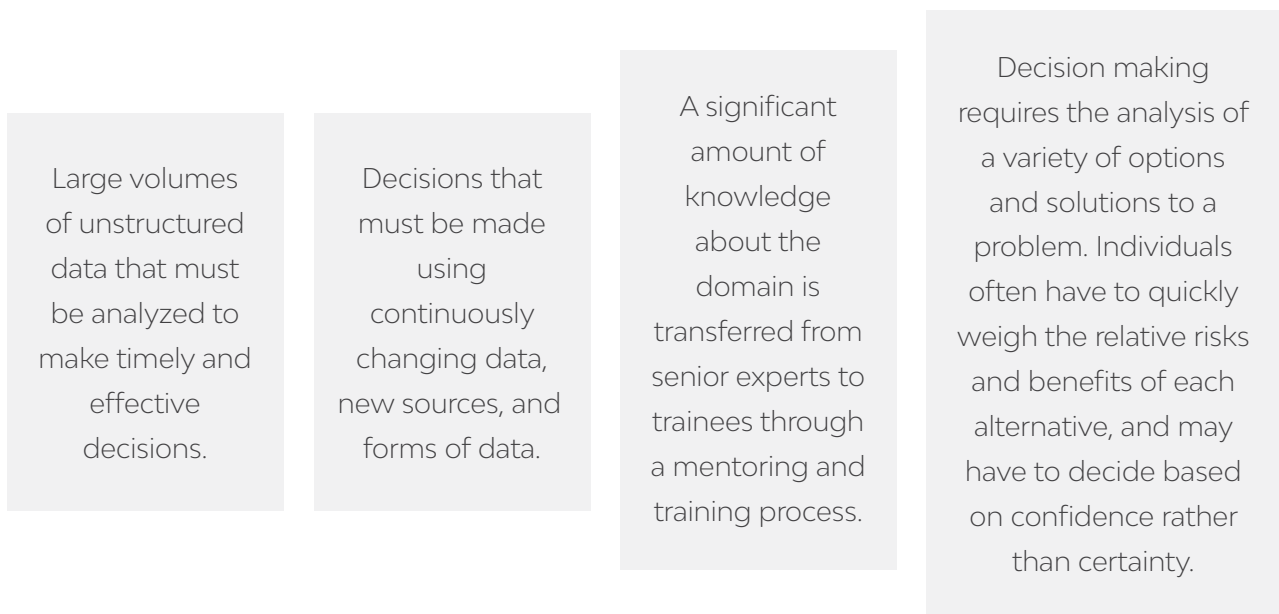 Large volumes
of unstructured
data that must
be analyzed to
make timely and
effective
decisions.
Decisions that
must be made
using
continuously
changing data,
new sources, and
forms of data.
A significant
amount of
knowledge
about the
domain is
transferred from
senior experts to
trainees through
a mentoring and
training process.
Decision making
requires the analysis of
a variety of options
and solutions to a
problem. Individuals
often have to quickly
weigh the relative risks
and benefits of each
alternative, and may
have to decide based
on confidence rather
than certainty.